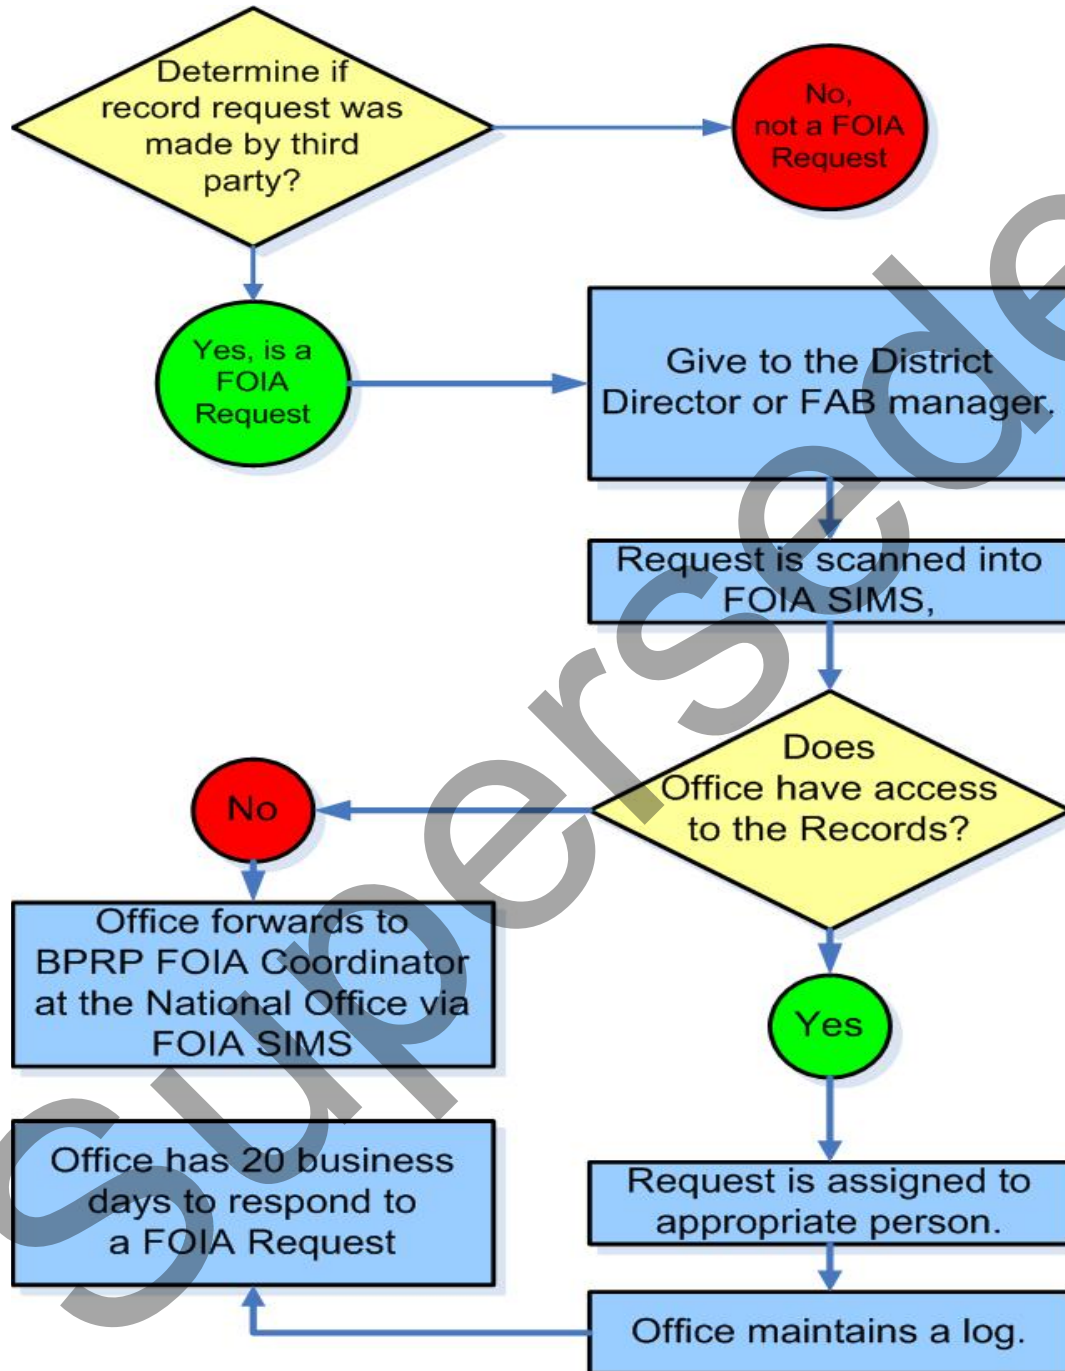 Determine if
record request was
made by third
party?
No,
not a FOIA
Request
Yes, is a
FOIA
Request
Give to the District
Director or FAB manager.
Request is scanned into
FOIA SIMS,
Does
Office have access
to the Records?
No
Office forwards to
BPRP FOIA Coordinator
at the National Office via
FOIA SIMS
Yes
Office has 20 business
days to respond to
a FOIA Request
Request is assigned to
appropriate person.
Office maintains a log.
Supersede